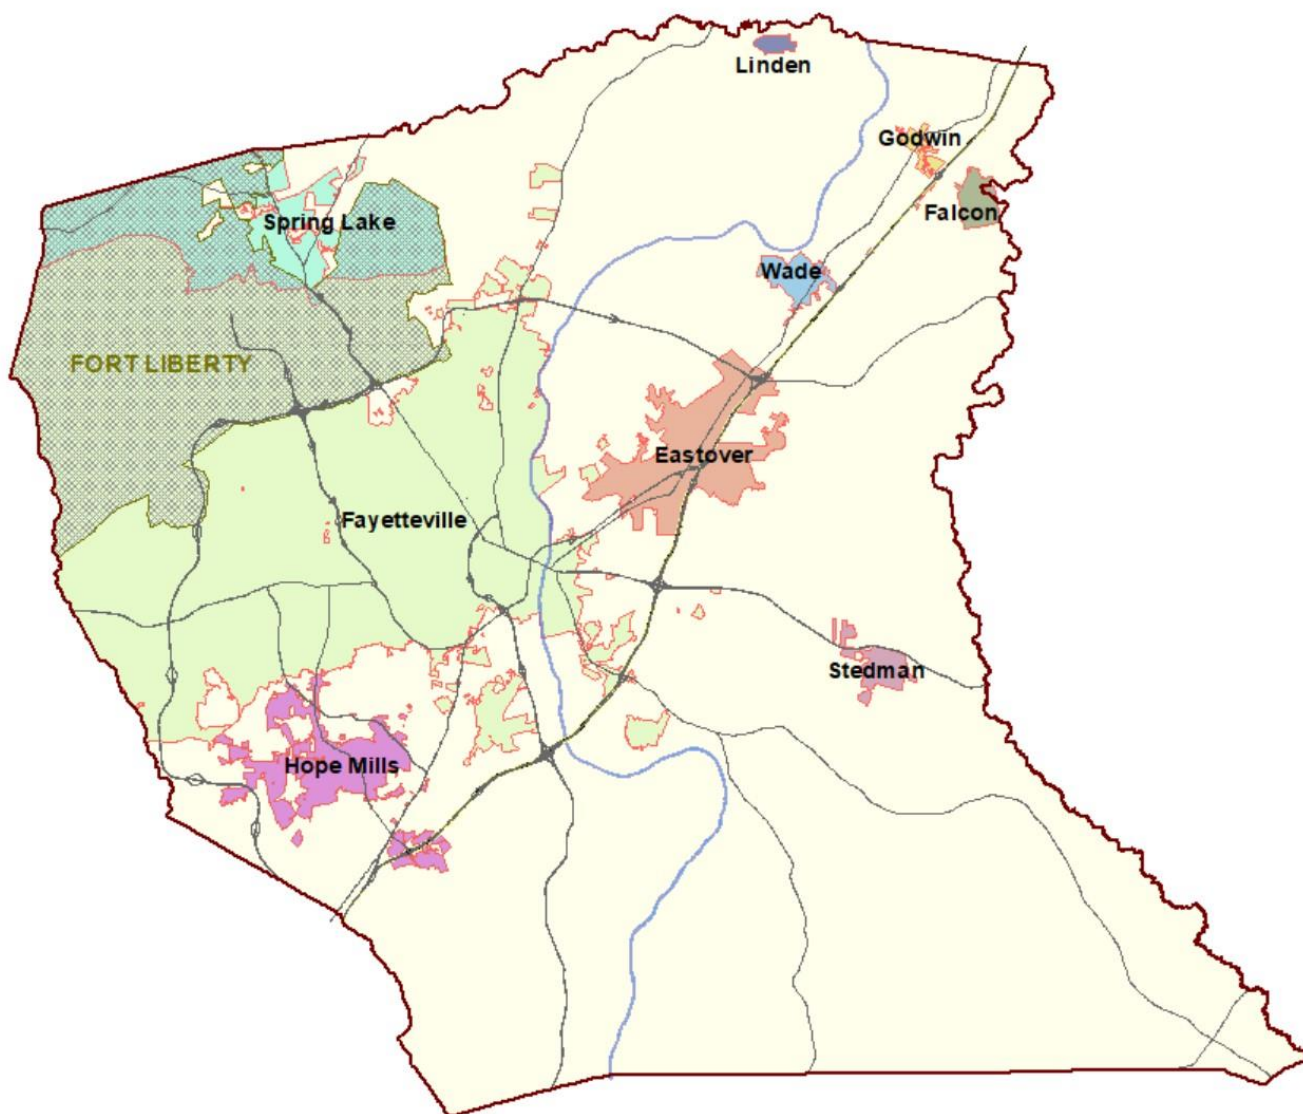 Linden
Godwin
Falcon
Spring Lake
Wade
FORT LIBERTY
Eastover
Fayetteville
Stedman
Hope Mills